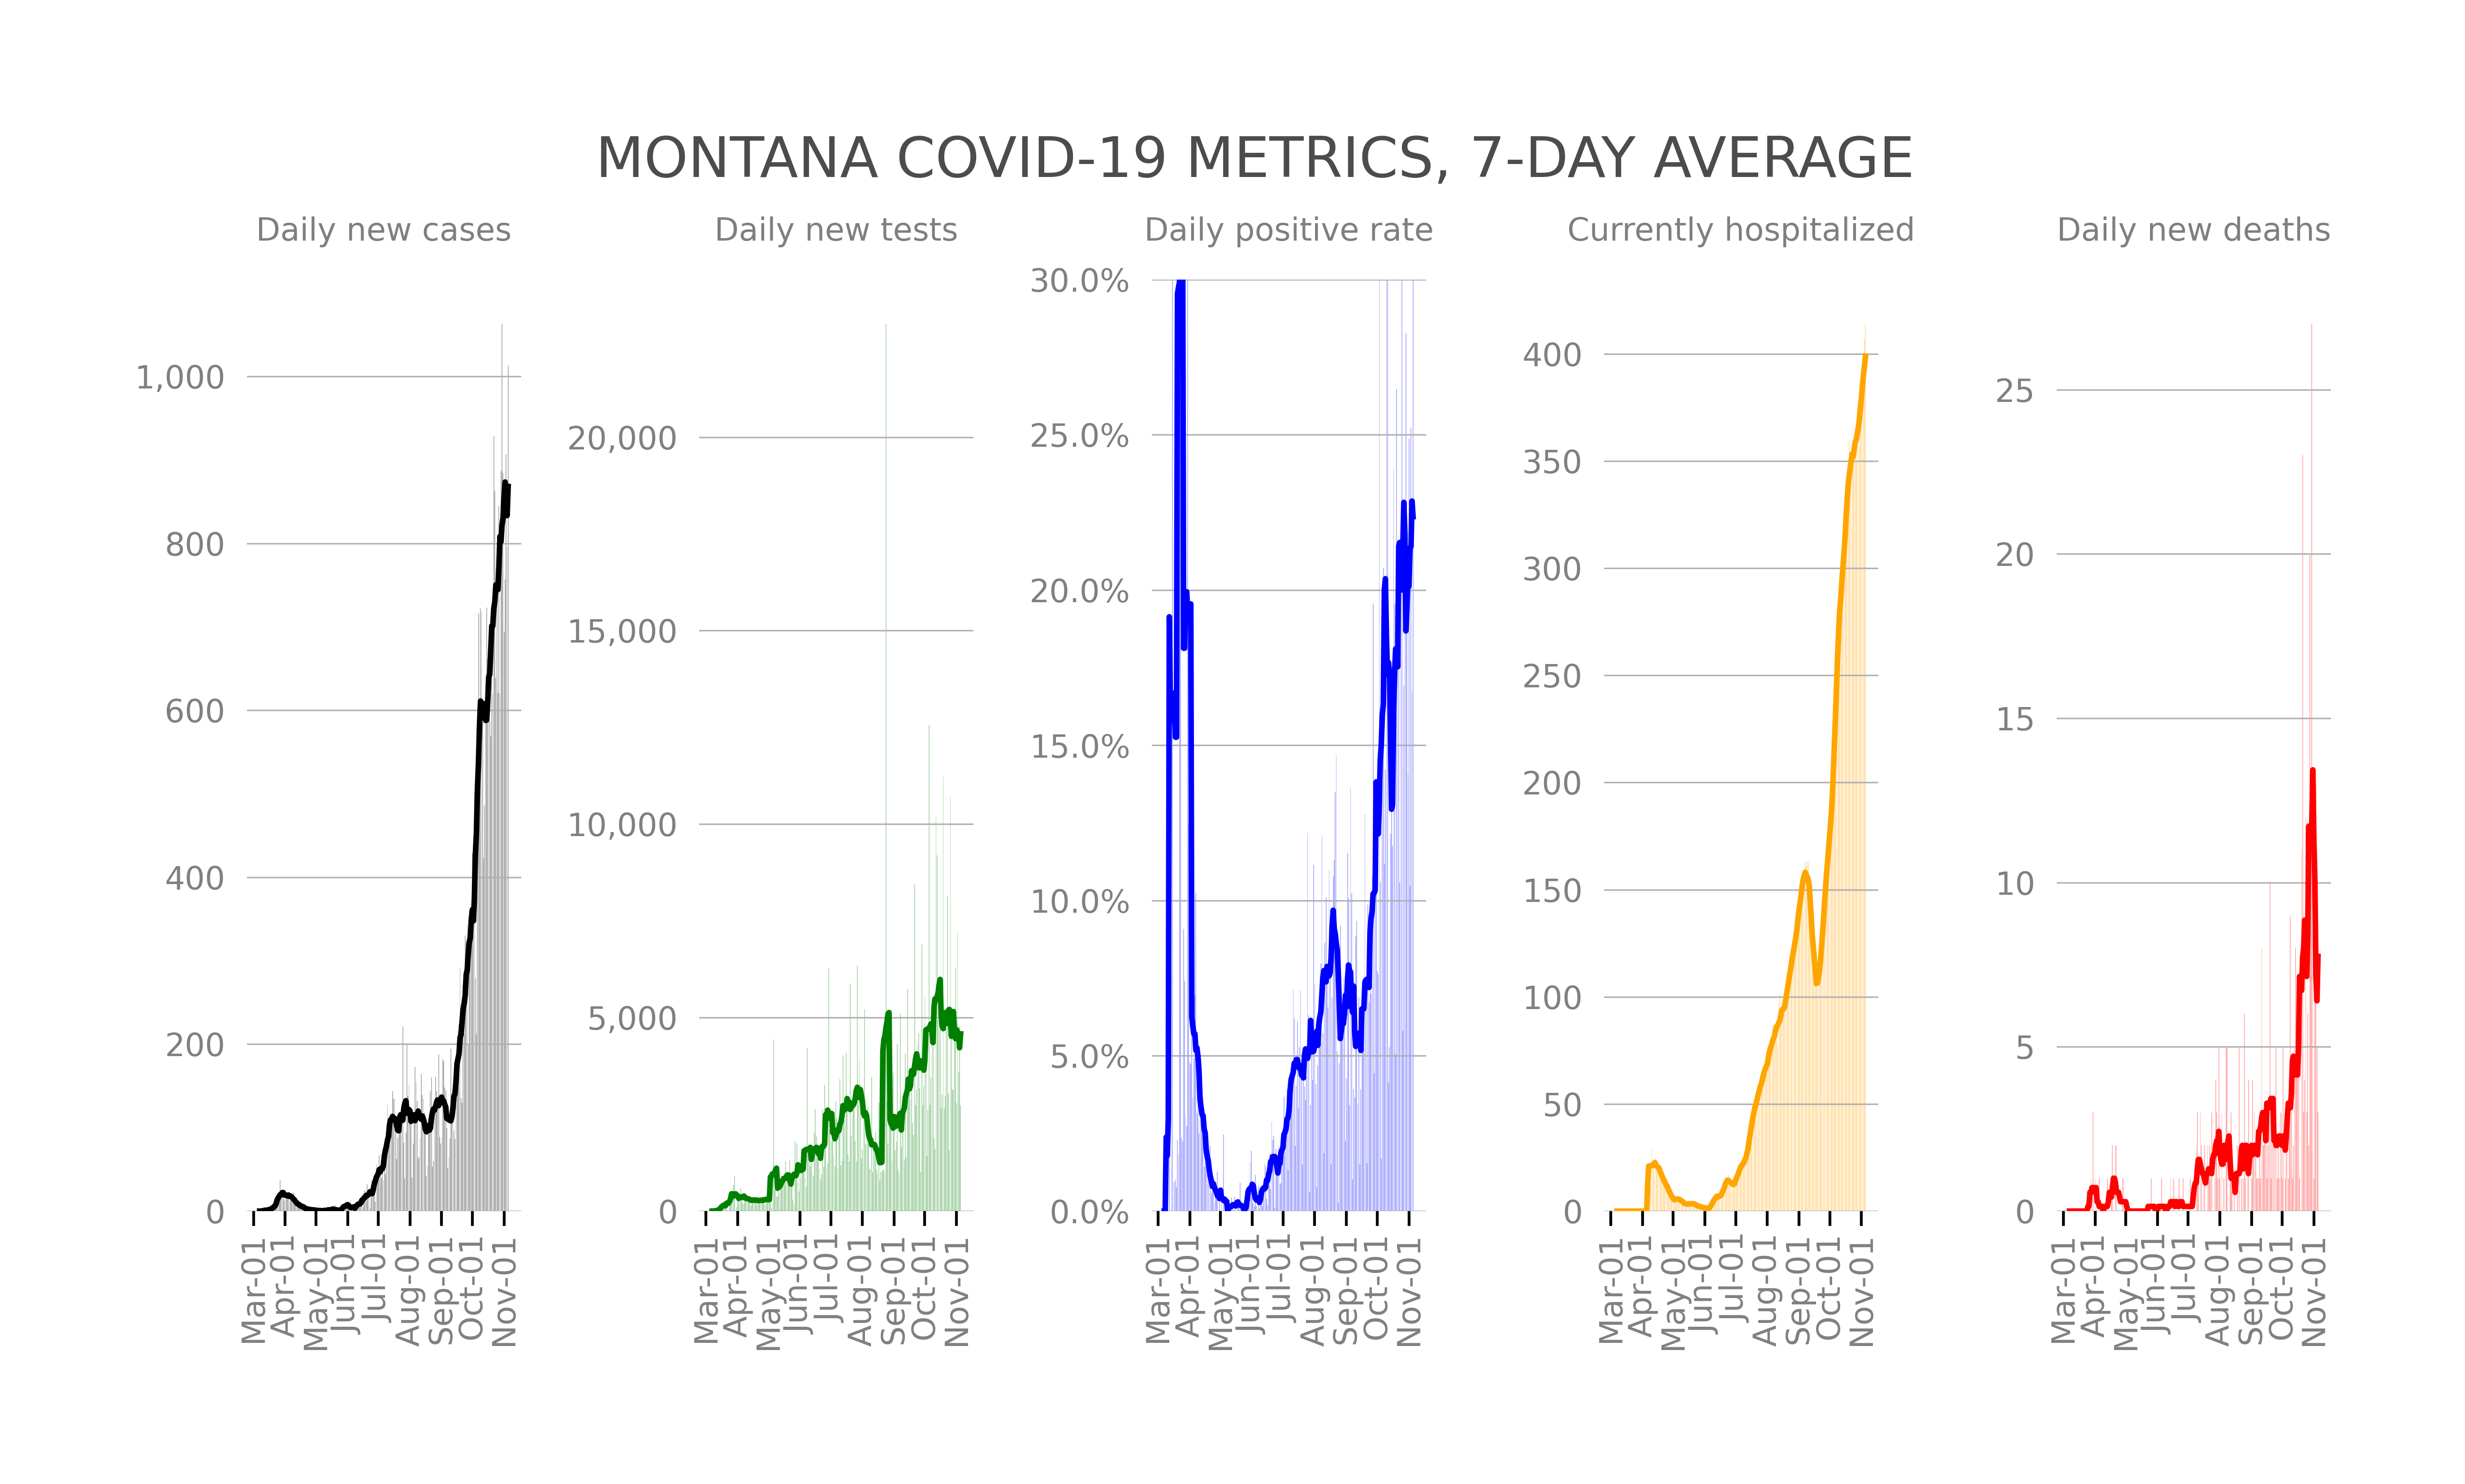 MONTANA COVID-19 METRICS, 7-DAY AVERAGE
Daily new cases
1,000
800
600
400
200
0
Mar-01
Apr-01
May-01
Jun-01
Jul-01
Aug-01
Sep-01
Oct-01
Nov-01
Daily new tests
20,000
15,000
10,000
5,000
0
Mar-01
Apr-01
May-01
Jun-01
Jul-01
Aug-01
Sep-01
Oct-01
Nov-01
Daily positive rate
30.0%
25.0%
20.0%
15.0%
10.0%
5.0%
0.0%
Mar-01
Apr-01
May-01
Jun-01
Jul-01
Aug-01
Sep-01
Oct-01
Nov-01
Currently hospitalized
400
350
300
250
200
150
100
50
0
Mar-01
Apr-01
May-01
Jun-01
Jul-01
Aug-01
Sep-01
Oct-01
Nov-01
Daily new deaths
25
20
15
10
5
0
Mar-01
Apr-01
May-01
Jun-01
Jul-01
Aug-01
Sep-01
Oct-01
Nov-01